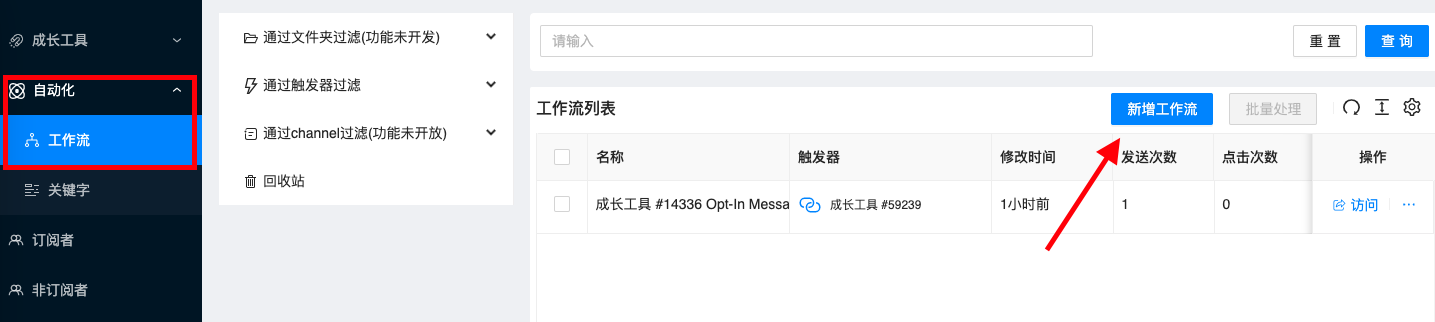 成长工具
自动化
工作流
关键字
订阅者
非订阅者
通过文件夹过滤(功能未开发)
通过触发器过滤
通过channel过滤(功能未开放)
回收站
请输入
重 置
查 询
工作流列表
新增工作流
批量处理
名称
触发器
修改时间
发送次数
点击次数
操作
成长工具 #14336 Opt-In Messa
成长工具 #59239
1小时前
1
0
访问
···